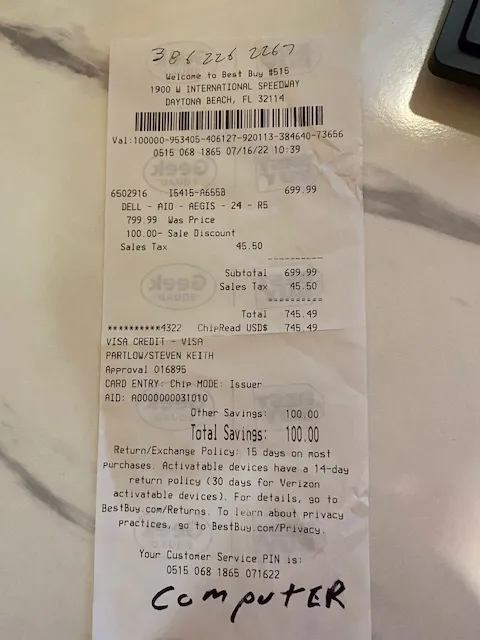 386 226 2267
Welcome to Best Buy #515
1900 W INTERNATIONAL SPEEDWAY
DAYTONA BEACH, FL 32114
Val:100000-953405-406127-920113-384640-73656
0515 068 1865 07/16/22 10:39
6502916 I5415-A655B 699.99
DELL - AIO - AEGIS - 24 - R5
799.99 Was Price
100.00- Sale Discount
Sales Tax 45.50
Subtotal 699.99
Sales Tax 45.50
Total 745.49
**********4322 ChipRead USD$ 745.49
VISA CREDIT - VISA
PARTLOW/STEVEN KEITH
Approval 016895
CARD ENTRY: Chip MODE: Issuer
AID: A0000000031010
Other Savings: 100.00
Total Savings: 100.00
Return/Exchange Policy: 15 days on most
purchases. Activatable devices have a 14-day
return policy (30 days for Verizon
activatable devices). For details, go to
BestBuy.com/Returns. To learn about privacy
practices, go to BestBuy.com/Privacy.
Your Customer Service PIN is:
0515 068 1865 071622
COMPUTER